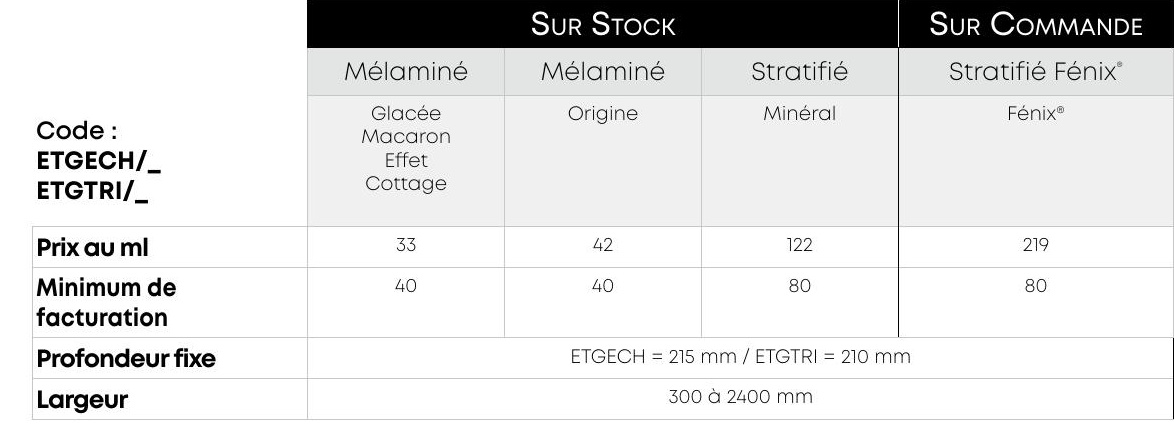 SUR STOCK SUR COMMANDE
Mélaminé Mélaminé Stratifié Stratifié Fénix®
Code :
ETGECH/_
ETGTRI/_
Glacée
Macaron
Effet
Cottage
Origine
Minéral
Fénix®
Prix au ml 33 42 122 219
Minimum de
facturation
40 40 80 80
Profondeur fixe ETGECH = 215 mm / ETGTRI = 210 mm
Largeur 300 à 2400 mm